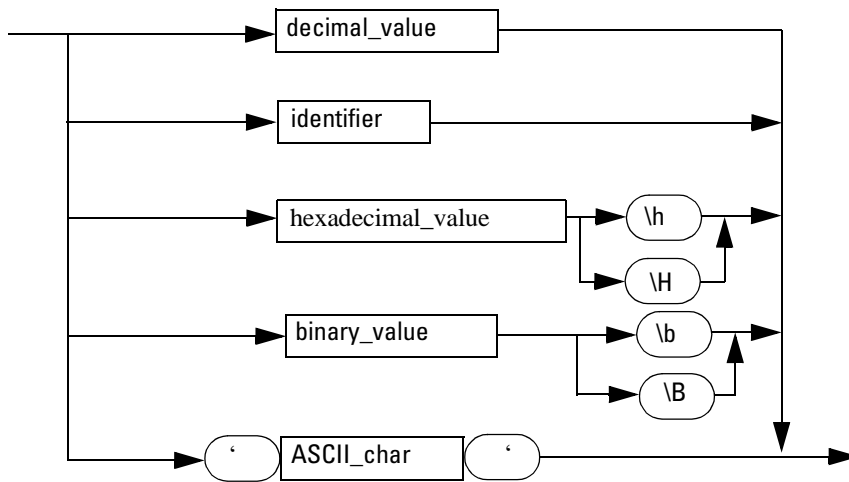 decimal_value
identifier
hexadecimal_value
\h
\H
binary_value
\b
\B
‘ ASCII_char ‘